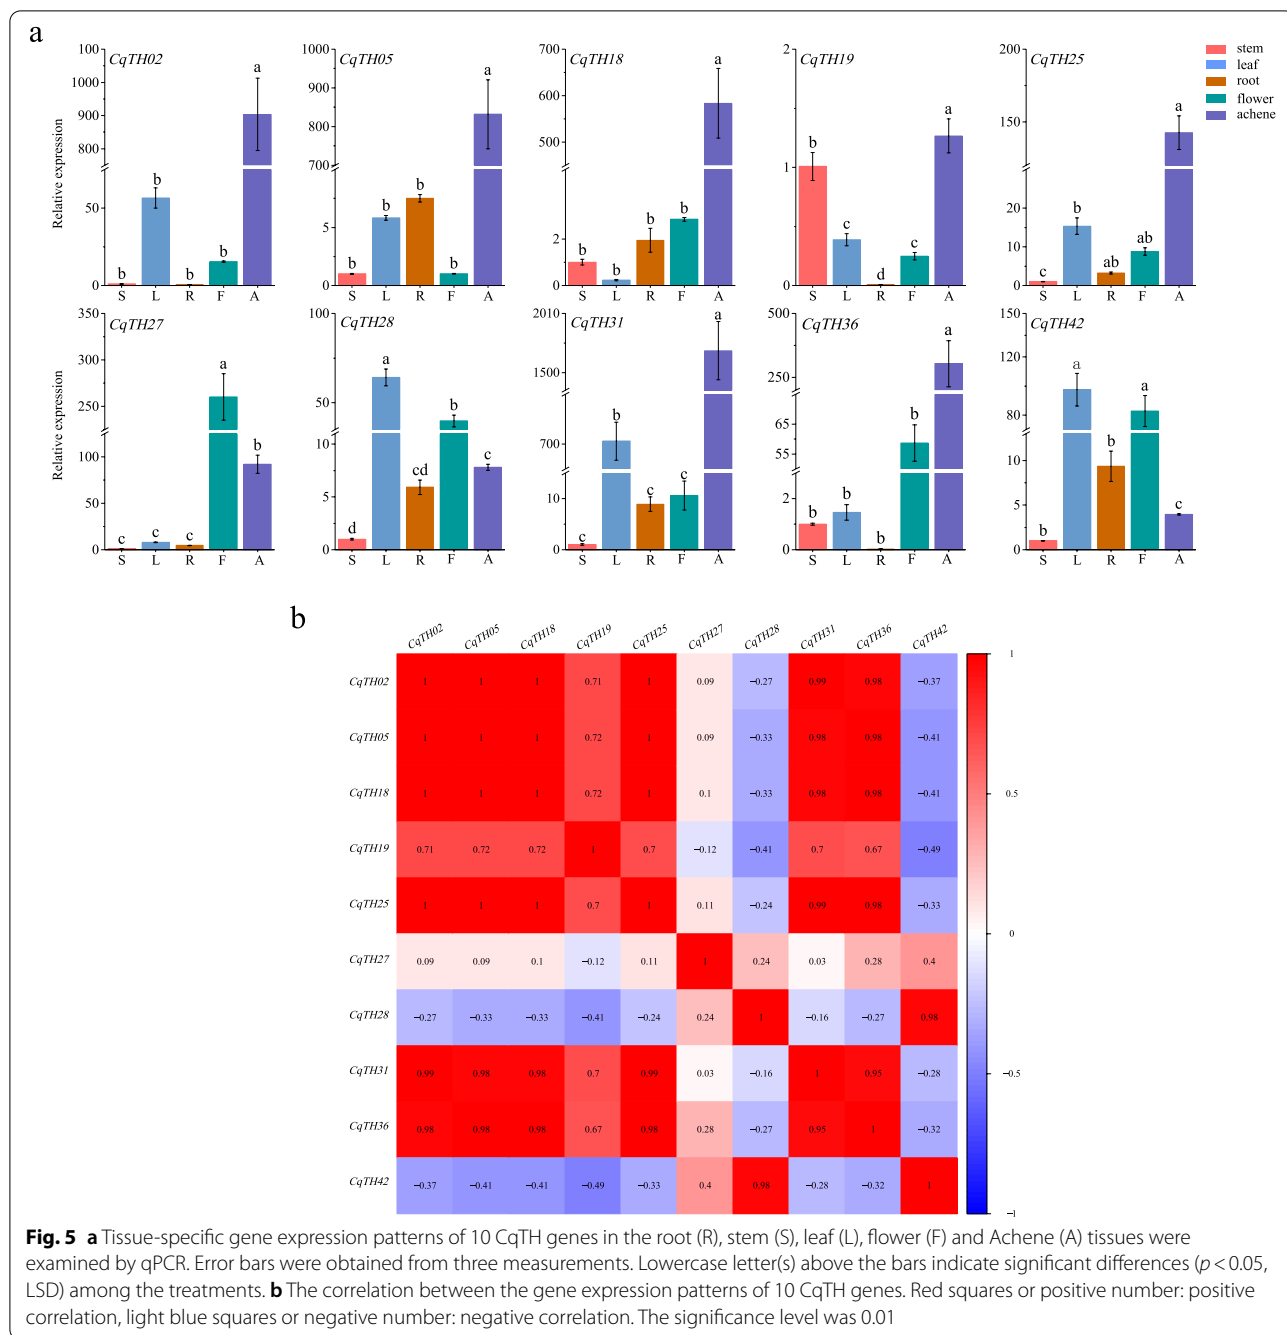 a
CqTH02
CqTH05
CqTH18
CqTH19
CqTH25
stem
leaf
root
flower
achene
Relative expression
100
1000
900
800
50
0
b b b b a
S L R F A
1000
900
800
700
5
0
b b b b a
S L R F A
700
600
500
2
0
b b b b a
S L R F A
2
1
0
b c d c a
S L R F A
200
150
20
10
0
c b ab ab a
S L R F A
CqTH27
CqTH28
CqTH31
CqTH36
CqTH42
Relative expression
350
300
250
100
50
0
c c c a b
S L R F A
100
50
10
5
0
d a cd b c
S L R F A
2010
1500
700
10
0
c b c c a
S L R F A
500
250
65
55
2
0
b b b b a
S L R F A
150
120
80
10
5
0
b a b a c
S L R F A
b
CqTH02 CqTH05 CqTH18 CqTH19 CqTH25 CqTH27 CqTH28 CqTH31 CqTH36 CqTH42
CqTH02 1 1 1 0.71 1 0.09 −0.27 0.99 0.98 −0.37
CqTH05 1 1 1 0.72 1 0.09 −0.33 0.98 0.98 −0.41
CqTH18 1 1 1 0.72 1 0.1 −0.33 0.98 0.98 −0.41
CqTH19 0.71 0.72 0.72 1 0.7 −0.12 −0.41 0.7 0.67 −0.49
CqTH25 1 1 1 0.7 1 0.11 −0.24 0.99 0.98 −0.33
CqTH27 0.09 0.09 0.1 −0.12 0.11 1 0.24 0.03 0.28 0.4
CqTH28 −0.27 −0.33 −0.33 −0.41 −0.24 0.24 1 −0.16 −0.27 0.98
CqTH31 0.99 0.98 0.98 0.7 0.99 0.03 −0.16 1 0.95 −0.28
CqTH36 0.98 0.98 0.98 0.67 0.98 0.28 −0.27 0.95 1 −0.32
CqTH42 −0.37 −0.41 −0.41 −0.49 −0.33 0.4 0.98 −0.28 −0.32 1
1
0.5
0
−0.5
−1
Fig. 5 a Tissue-specific gene expression patterns of 10 CqTH genes in the root (R), stem (S), leaf (L), flower (F) and Achene (A) tissues were
examined by qPCR. Error bars were obtained from three measurements. Lowercase letter(s) above the bars indicate significant differences (p < 0.05,
LSD) among the treatments. b The correlation between the gene expression patterns of 10 CqTH genes. Red squares or positive number: positive
correlation, light blue squares or negative number: negative correlation. The significance level was 0.01